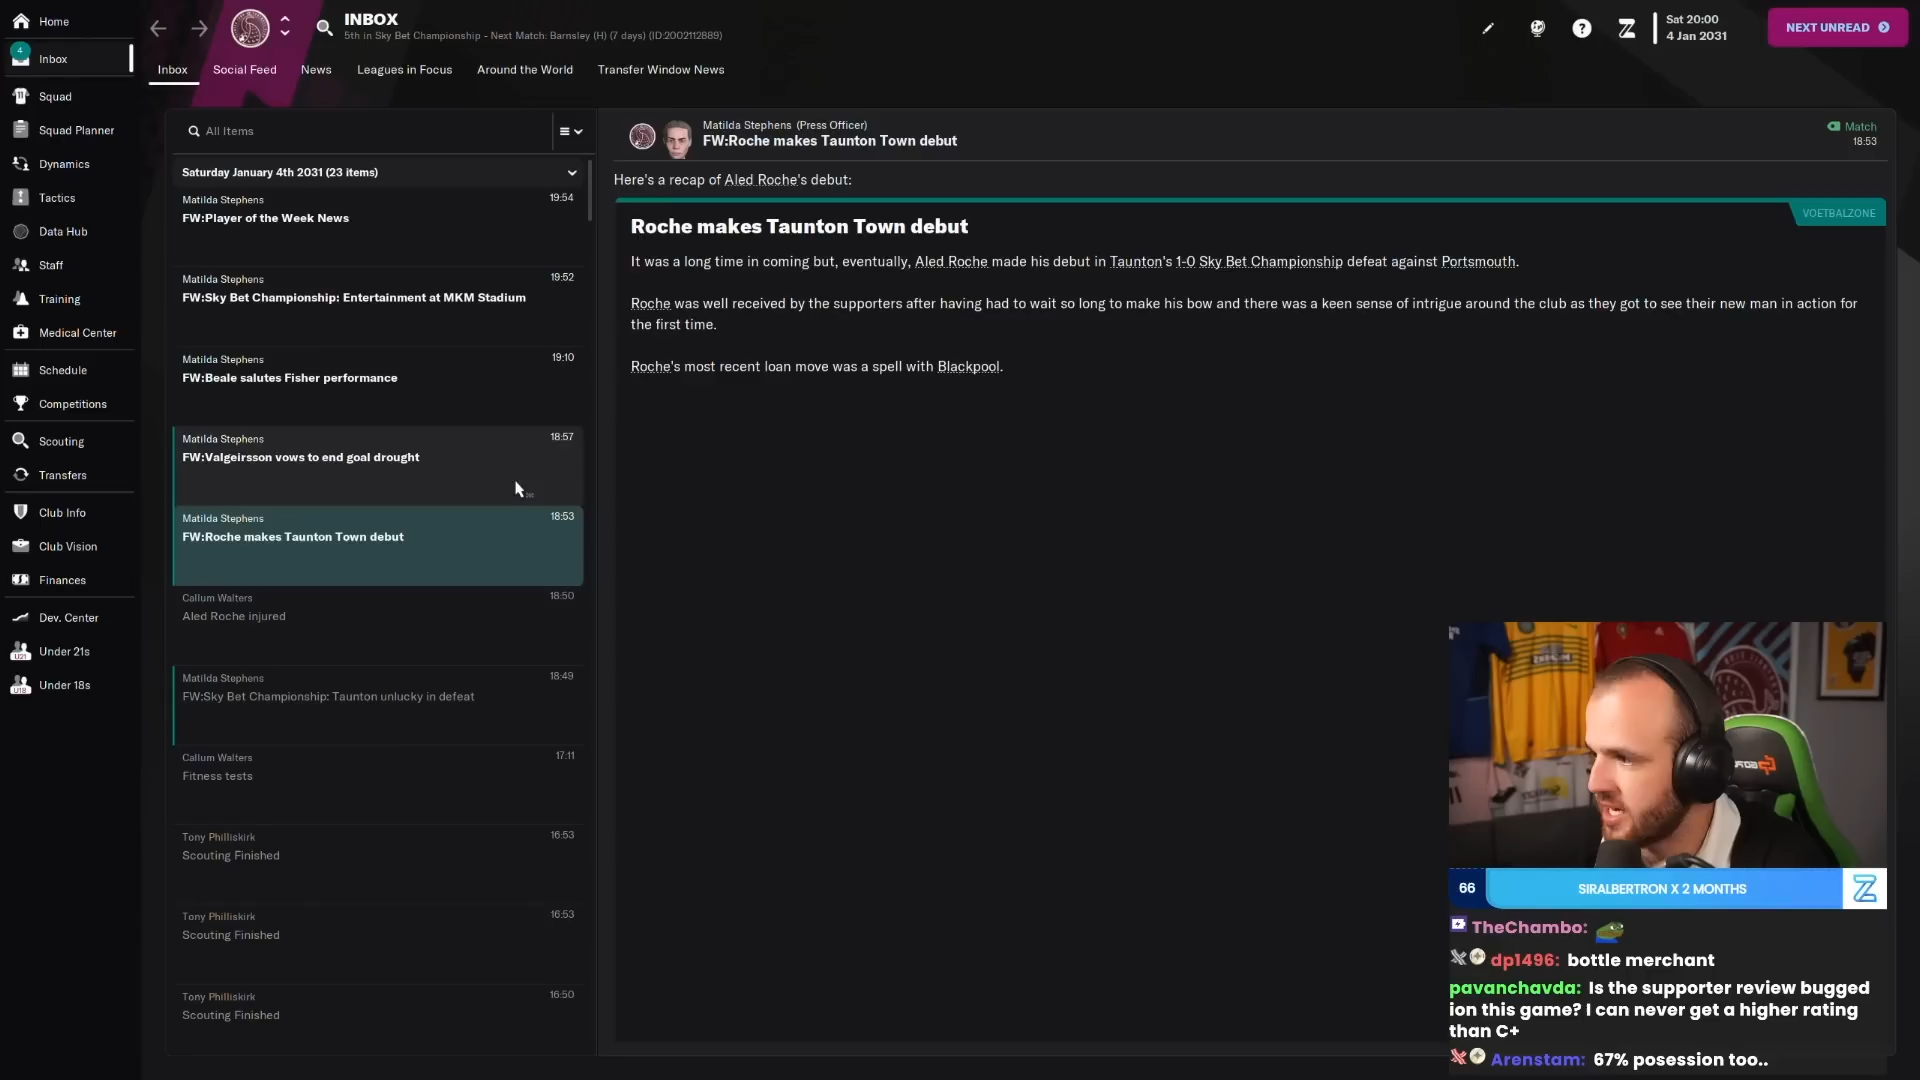 Home
4
Inbox
Squad
Squad Planner
Dynamics
Tactics
Data Hub
Staff
Training
Medical Center
Schedule
Competitions
Scouting
Transfers
Club Info
Club Vision
Finances
Dev. Center
U21
Under 21s
U18
Under 18s
INBOX
5th in Sky Bet Championship - Next Match: Barnsley (H) (7 days) (ID:2002112889)
Sat 20:00
4 Jan 2031
NEXT UNREAD
Inbox
Social Feed
News
Leagues in Focus
Around the World
Transfer Window News
All Items
Saturday January 4th 2031 (23 items)
Matilda Stephens 19:54
FW:Player of the Week News
Matilda Stephens 19:52
FW:Sky Bet Championship: Entertainment at MKM Stadium
Matilda Stephens 19:10
FW:Beale salutes Fisher performance
Matilda Stephens 18:57
FW:Valgeirsson vows to end goal drought
Matilda Stephens 18:53
FW:Roche makes Taunton Town debut
Callum Walters 18:50
Aled Roche injured
Matilda Stephens 18:49
FW:Sky Bet Championship: Taunton unlucky in defeat
Callum Walters 17:11
Fitness tests
Tony Philliskirk 16:53
Scouting Finished
Tony Philliskirk 16:53
Scouting Finished
Tony Philliskirk 16:50
Scouting Finished
Matilda Stephens (Press Officer)
FW:Roche makes Taunton Town debut
Match
18:53
Here's a recap of Aled Roche's debut:
VOETBALZONE
Roche makes Taunton Town debut
It was a long time in coming but, eventually, Aled Roche made his debut in Taunton's 1-0 Sky Bet Championship defeat against Portsmouth.
Roche was well received by the supporters after having had to wait so long to make his bow and there was a keen sense of intrigue around the club as they got to see their new man in action for
the first time.
Roche's most recent loan move was a spell with Blackpool.
66
SIRALBERTRON X 2 MONTHS
TheChambo:
dp1496: bottle merchant
pavanchavda: Is the supporter review bugged
ion this game? I can never get a higher rating
than C+
Arenstam: 67% posession too..